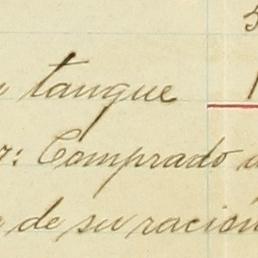 tanque
r: Comprado
de su ración